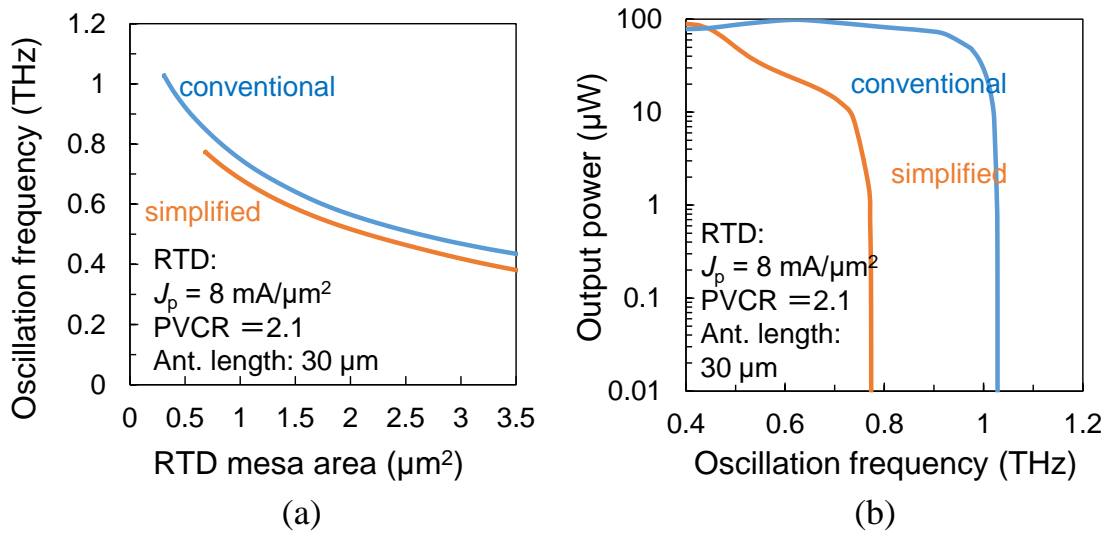 Oscillation frequency (THz)
1.2
1
0.8
0.6
0.4
0.2
0
conventional
simplified
RTD:
Jp = 8 mA/µm²
PVCR ＝2.1
Ant. length: 30 µm
0 0.5 1 1.5 2 2.5 3 3.5
RTD mesa area (µm²)
(a)
Output power (µW)
100
10
1
0.1
0.01
conventional
simplified
RTD:
Jp = 8 mA/µm²
PVCR ＝2.1
Ant. length:
30 µm
0.4 0.6 0.8 1 1.2
Oscillation frequency (THz)
(b)